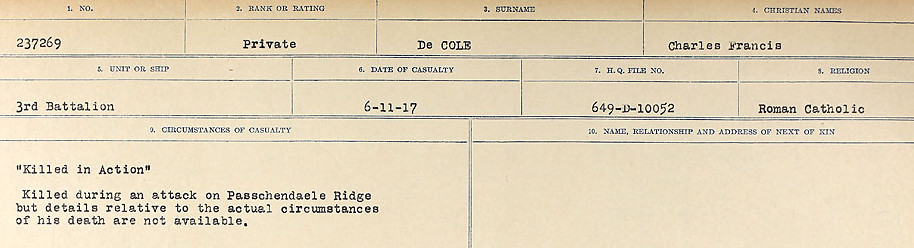 1. NO. 2. RANK OR RATING 3. SURNAME 4. CHRISTIAN NAMES
237269 Private De COLE Charles Francis
5. UNIT OR SHIP 6. DATE OF CASUALTY 7. H.Q. FILE NO. 8. RELIGION
3rd Battalion 6-11-17 649-D-10052 Roman Catholic
9. CIRCUMSTANCES OF CASUALTY 10. NAME, RELATIONSHIP AND ADDRESS OF NEXT OF KIN
"Killed in Action"
Killed during an attack on Passchendaele Ridge
but details relative to the actual circumstances
of his death are not available.